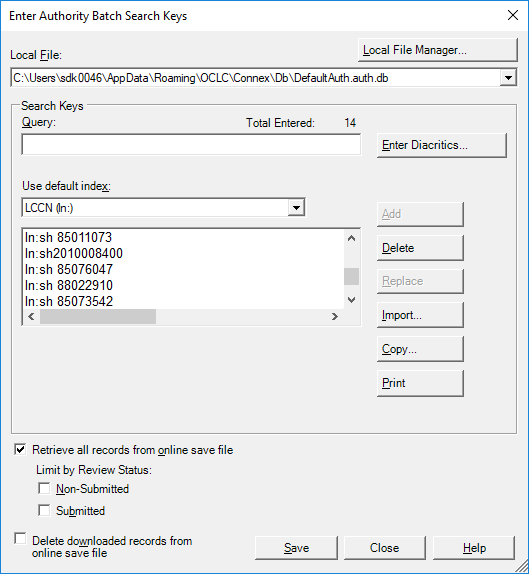 Enter Authority Batch Search Keys
Local File:
Local File Manager...
C:\Users\sdk0046\AppData\Roaming\OCLC\Connex\Db\DefaultAuth.auth.db
Search Keys
Query:
Total Entered: 14
Enter Diacritics...
Use default index:
LCCN (ln:)
Add
ln:sh 85011073
ln:sh2010008400
ln:sh 85076047
ln:sh 88022910
ln:sh 85073542
Delete
Replace
Import...
Copy...
Print
Retrieve all records from online save file
Limit by Review Status:
Non-Submitted
Submitted
Delete downloaded records from
online save file
Save
Close
Help